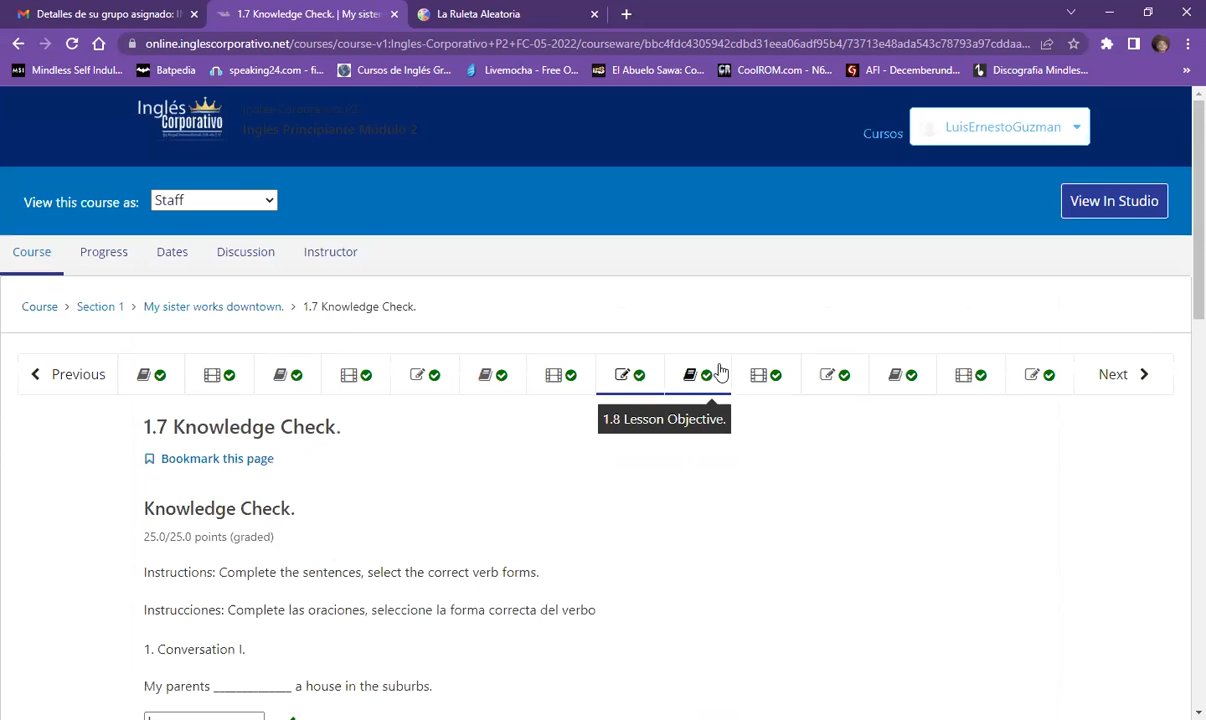 Detalles de su grupo asignado: I
1.7 Knowledge Check. | My sister
La Ruleta Aleatoria
online.inglescorporativo.net/courses/course-v1:Ingles-Corporativo+P2+FC-05-2022/courseware/bbc4fdc4305942cdbd31eea06adf95b4/73713e48ada543c78793a97cddaa...
Mindless Self Indul...
Batpedia
speaking24.com - fi...
Cursos de Inglés Gr...
Livemocha - Free O...
El Abuelo Sawa: Co...
CoolROM.com - N6...
AFI - Decemberund...
Discografia Mindles...
»
Inglés
Corporativo
Inglés Principiante Módulo 2
Cursos
LuisErnestoGuzman
View this course as:
Staff
View In Studio
Course
Progress
Dates
Discussion
Instructor
Course > Section 1 > My sister works downtown. > 1.7 Knowledge Check.
Previous
Next
1.8 Lesson Objective.
1.7 Knowledge Check.
Bookmark this page
Knowledge Check.
25.0/25.0 points (graded)
Instructions: Complete the sentences, select the correct verb forms.
Instrucciones: Complete las oraciones, seleccione la forma correcta del verbo
1. Conversation I.
My parents ______________ a house in the suburbs.